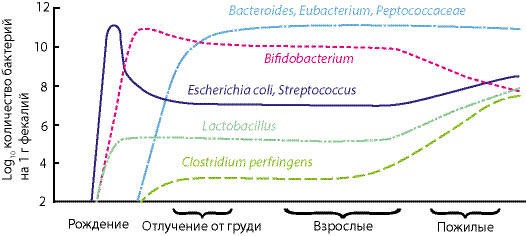 Log₁₀ количество бактерий
на 1 г фекалий
12
10
8
6
4
2
Bacteroides, Eubacterium, Peptococcaceae
Bifidobacterium
Escherichia coli, Streptococcus
Lactobacillus
Clostridium perfringens
Рождение
Отлучение от груди
Взрослые
Пожилые